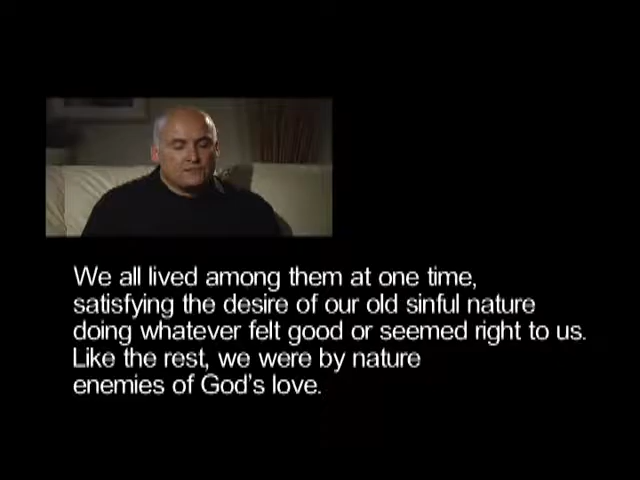 We all lived among them at one time,
satisfying the desire of our old sinful nature
doing whatever felt good or seemed right to us.
Like the rest, we were by nature
enemies of God's love.